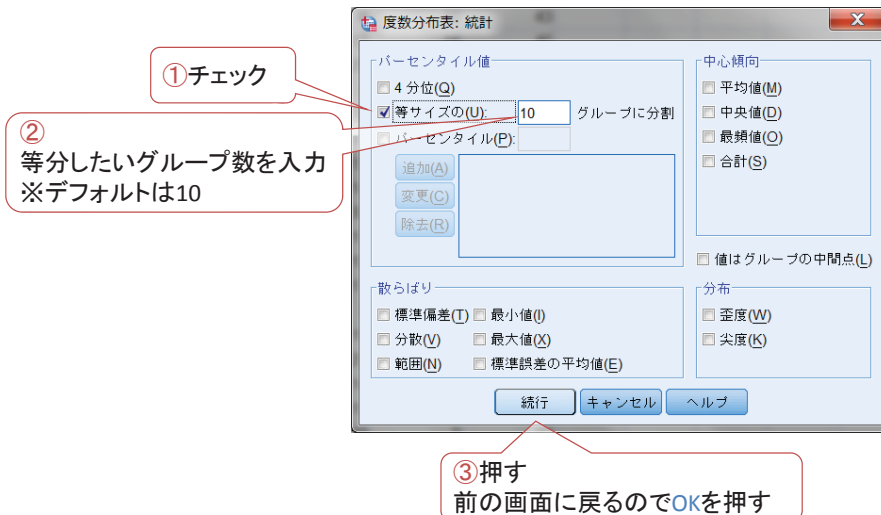 度数分布表: 統計
パーセンタイル値
4 分位(Q)
等サイズの(U): 10 グループに分割
パーセンタイル(P):
追加(A)
変更(C)
除去(R)
中心傾向
平均値(M)
中央値(D)
最頻値(O)
合計(S)
値はグループの中間点(L)
散らばり
標準偏差(T) 最小値(I)
分散(V) 最大値(X)
範囲(N) 標準誤差の平均値(E)
分布
歪度(W)
尖度(K)
続行 キャンセル ヘルプ
①チェック
②
等分したいグループ数を入力
※デフォルトは10
③押す
前の画面に戻るのでOKを押す